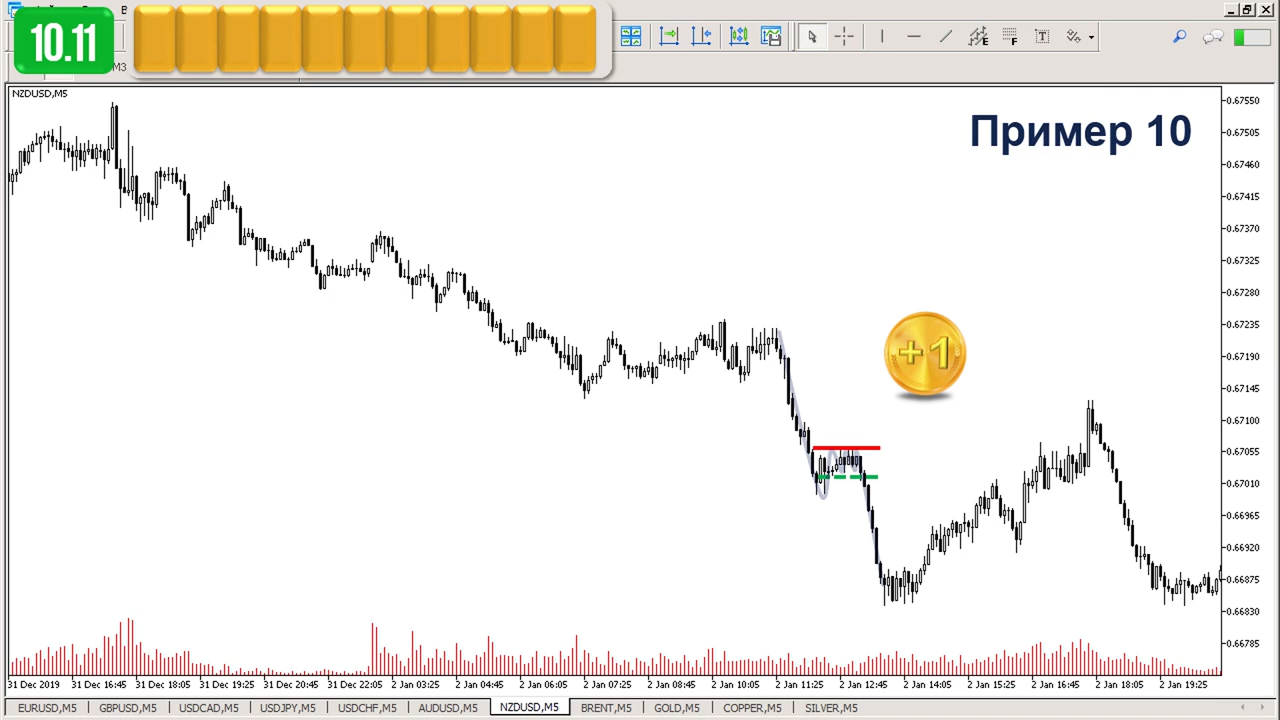 10.11
B
E
F
T
M3
NZDUSD,M5
Пример 10
+1
0.67550
0.67505
0.67460
0.67415
0.67370
0.67325
0.67280
0.67235
0.67190
0.67145
0.67100
0.67055
0.67010
0.66965
0.66920
0.66875
0.66830
0.66785
31 Dec 2019 31 Dec 16:45 31 Dec 18:05 31 Dec 19:25 31 Dec 20:45 31 Dec 22:05 2 Jan 03:25 2 Jan 04:45 2 Jan 06:05 2 Jan 07:25 2 Jan 08:45 2 Jan 10:05 2 Jan 11:25 2 Jan 12:45 2 Jan 14:05 2 Jan 15:25 2 Jan 16:45 2 Jan 18:05 2 Jan 19:25
EURUSD,M5 GBPUSD,M5 USDCAD,M5 USDJPY,M5 USDCHF,M5 AUDUSD,M5 NZDUSD,M5 BRENT,M5 GOLD,M5 COPPER,M5 SILVER,M5